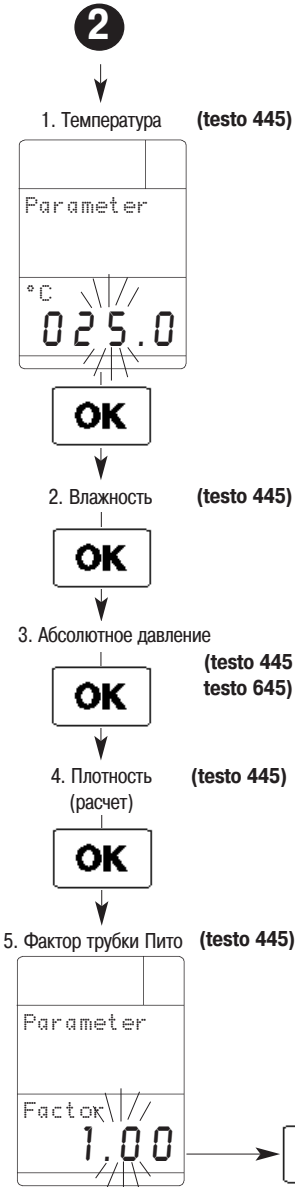 2
1. Температура (testo 445)
Parameter
°C
025.0
OK
2. Влажность (testo 445)
OK
3. Абсолютное давление
(testo 445
testo 645)
OK
4. Плотность (testo 445)
(расчет)
OK
5. Фактор трубки Пито (testo 445)
Parameter
Factor
1.00